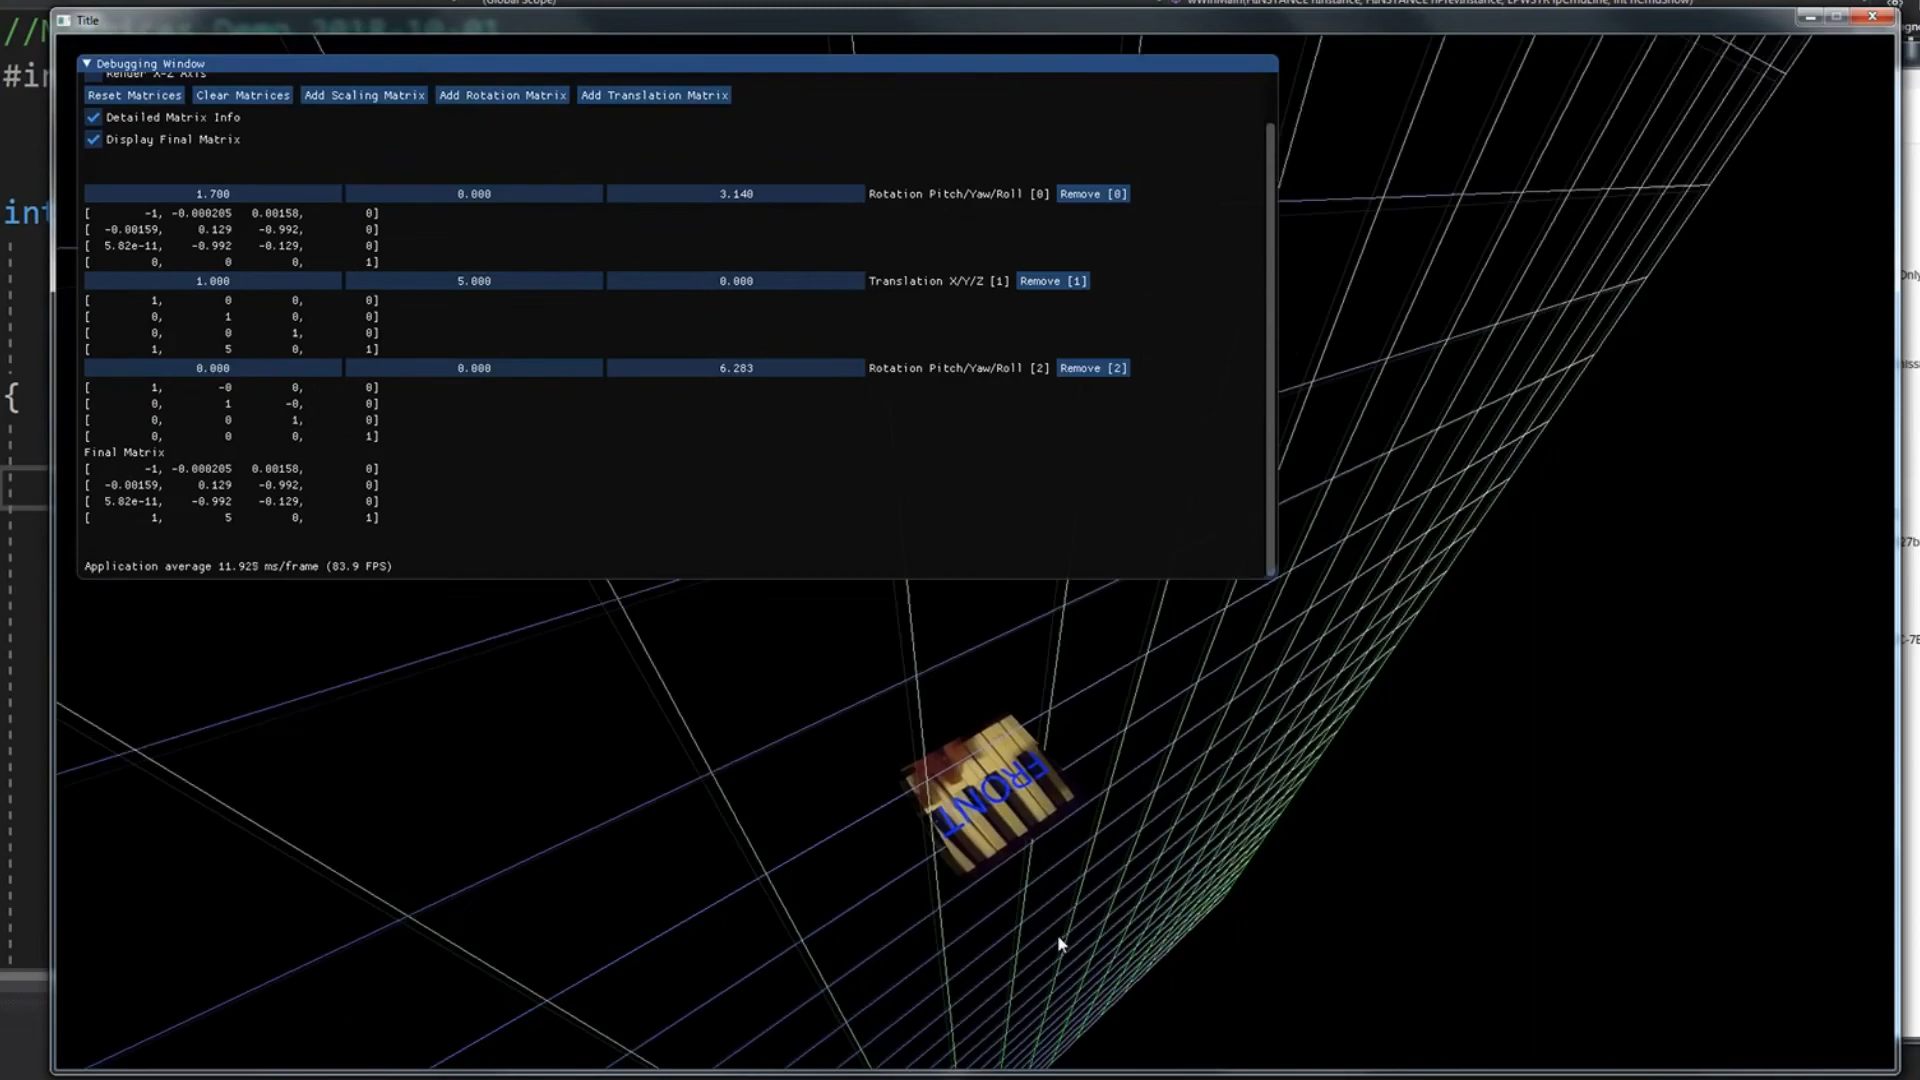 (Global Scope)
Title
Debugging Window
Render X-Z Axis
Reset Matrices Clear Matrices Add Scaling Matrix Add Rotation Matrix Add Translation Matrix
Detailed Matrix Info
Display Final Matrix
1.700 0.000 3.140 Rotation Pitch/Yaw/Roll [0] Remove [0]
[ -1, -0.000205 0.00158, 0]
[ -0.00159, 0.129 -0.992, 0]
[ 5.82e-11, -0.992 -0.129, 0]
[ 0, 0 0, 1]
1.000 5.000 0.000 Translation X/Y/Z [1] Remove [1]
[ 1, 0 0, 0]
[ 0, 1 0, 0]
[ 0, 0 1, 0]
[ 1, 5 0, 1]
0.000 0.000 6.283 Rotation Pitch/Yaw/Roll [2] Remove [2]
[ 1, -0 0, 0]
[ 0, 1 -0, 0]
[ 0, 0 1, 0]
[ 0, 0 0, 1]
Final Matrix
[ -1, -0.000205 0.00158, 0]
[ -0.00159, 0.129 -0.992, 0]
[ 5.82e-11, -0.992 -0.129, 0]
[ 1, 5 0, 1]
Application average 11.925 ms/frame (83.9 FPS)
FRONT
#in
int
{